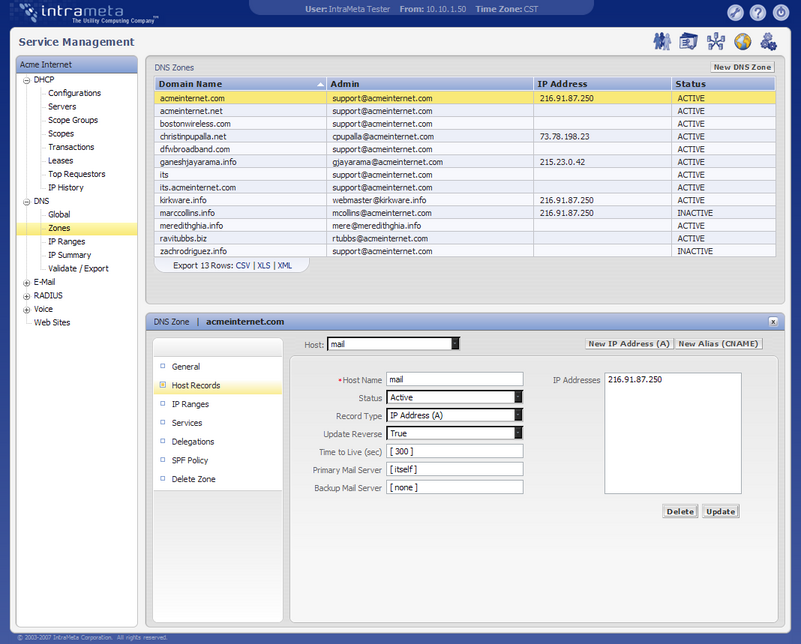 intrameta
The Utility Computing Company™
User: IntraMeta Tester From: 10.10.1.50 Time Zone: CST
Service Management
Acme Internet
DHCP
Configurations
Servers
Scope Groups
Scopes
Transactions
Leases
Top Requestors
IP History
DNS
Global
Zones
IP Ranges
IP Summary
Validate / Export
E-Mail
RADIUS
Voice
Web Sites
DNS Zones
New DNS Zone
Domain Name Admin IP Address Status
acmeinternet.com support@acmeinternet.com 216.91.87.250 ACTIVE
acmeinternet.net support@acmeinternet.com ACTIVE
bostonwireless.com support@acmeinternet.com ACTIVE
christinpupalla.net cpupalla@acmeinternet.com 73.78.198.23 ACTIVE
dfwbroadband.com support@acmeinternet.com ACTIVE
ganeshjayarama.info gjayarama@acmeinternet.com 215.23.0.42 ACTIVE
its support@acmeinternet.com ACTIVE
its.acmeinternet.com support@acmeinternet.com ACTIVE
kirkware.info webmaster@kirkware.info 216.91.87.250 ACTIVE
marccollins.info mcollins@acmeinternet.com 216.91.87.250 INACTIVE
meredithghia.info mere@meredithghia.info ACTIVE
ravitubbs.biz rtubbs@acmeinternet.com ACTIVE
zachrodriguez.info support@acmeinternet.com INACTIVE
Export 13 Rows: CSV | XLS | XML
DNS Zone | acmeinternet.com x
General
Host Records
IP Ranges
Services
Delegations
SPF Policy
Delete Zone
Host: mail
New IP Address (A) New Alias (CNAME)
*Host Name mail
Status Active
Record Type IP Address (A)
Update Reverse True
Time to Live (sec) [ 300 ]
Primary Mail Server [ itself ]
Backup Mail Server [ none ]
IP Addresses 216.91.87.250
Delete Update
© 2003-2007 IntraMeta Corporation. All rights reserved.